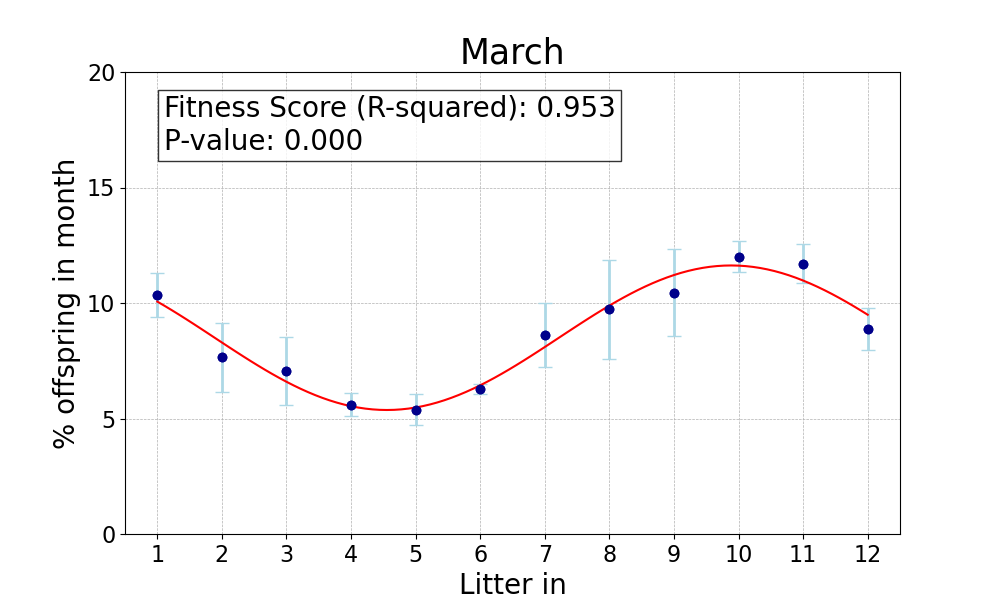 March
Fitness Score (R-squared): 0.953
P-value: 0.000
% offspring in month
20
15
10
5
0
1 2 3 4 5 6 7 8 9 10 11 12
Litter in